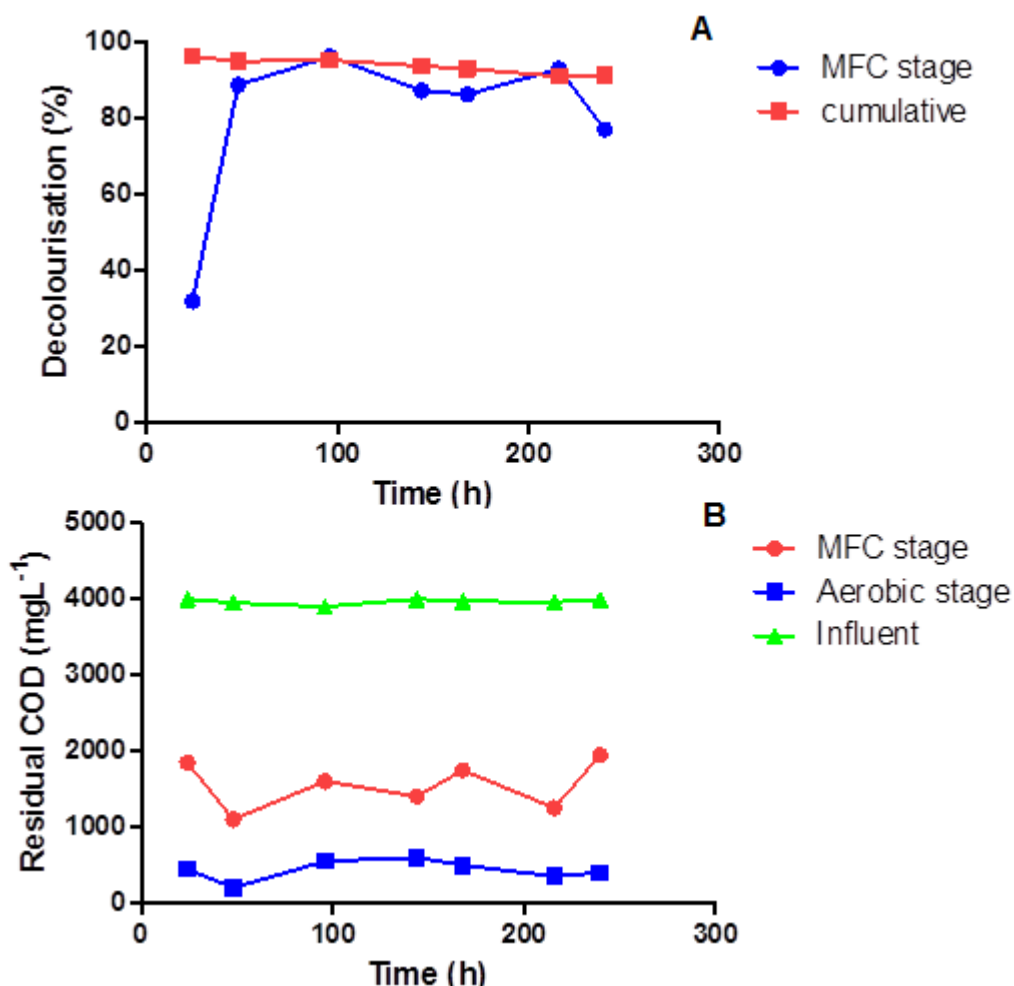 A
Decolourisation (%)
100
80
60
40
20
0
0
100
200
300
Time (h)
MFC stage
cumulative
B
Residual COD (mgL⁻¹)
5000
4000
3000
2000
1000
0
0
100
200
300
Time (h)
MFC stage
Aerobic stage
Influent